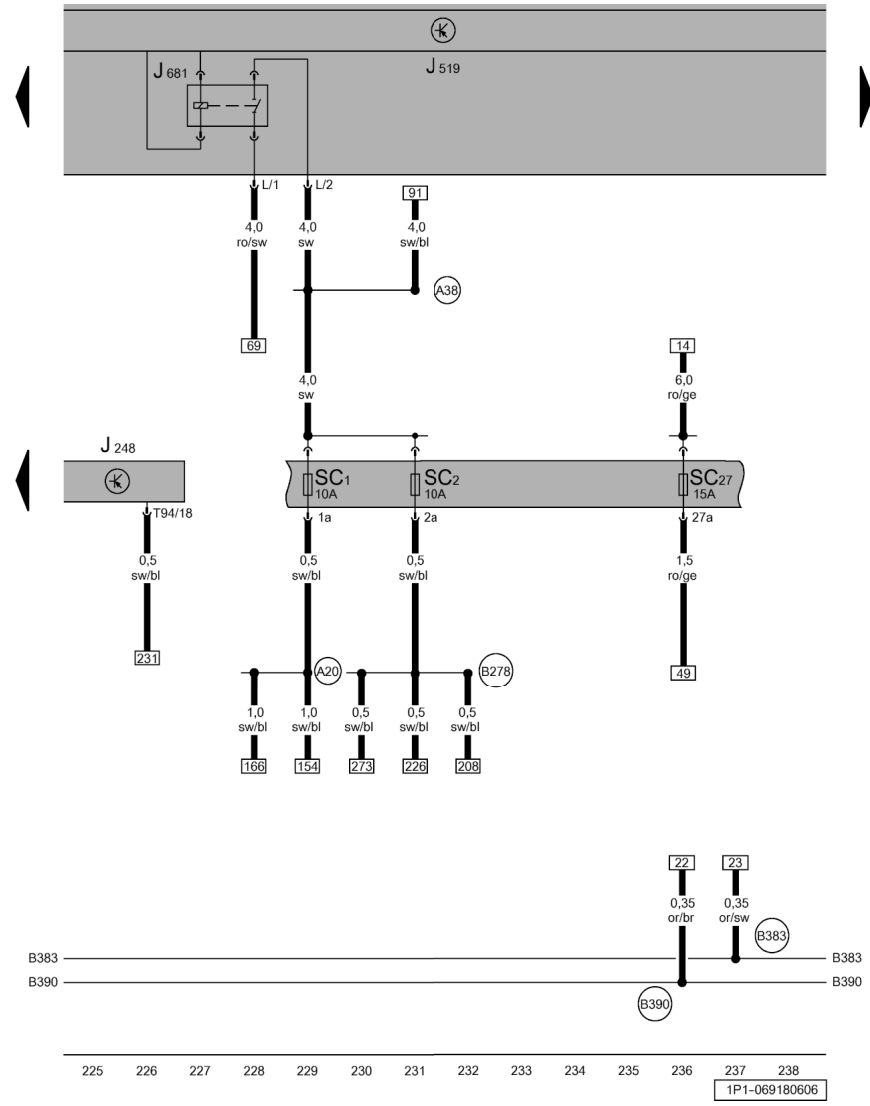 J 681
J 519
L/1
L/2
91
4,0
ro/sw
4,0
sw
4,0
sw/bl
A38
69
14
4,0
sw
6,0
ro/ge
J 248
SC1
10A
SC2
10A
SC27
15A
T94/18
1a
2a
27a
0,5
sw/bl
0,5
sw/bl
0,5
sw/bl
1,5
ro/ge
231
A20
B278
49
1,0
sw/bl
1,0
sw/bl
0,5
sw/bl
0,5
sw/bl
0,5
sw/bl
166
154
273
226
208
22
23
0,35
or/br
0,35
or/sw
B383
B383
B383
B390
B390
B390
225 226 227 228 229 230 231 232 233 234 235 236 237 238
1P1-069180606